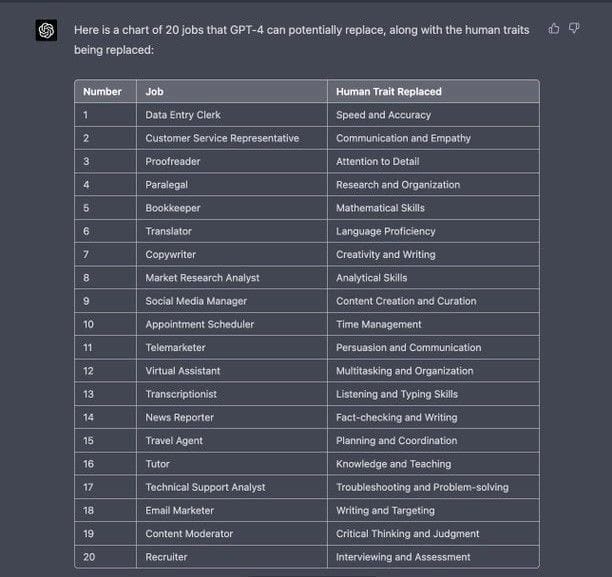 Here is a chart of 20 jobs that GPT-4 can potentially replace, along with the human traits
being replaced:
Number Job Human Trait Replaced
1 Data Entry Clerk Speed and Accuracy
2 Customer Service Representative Communication and Empathy
3 Proofreader Attention to Detail
4 Paralegal Research and Organization
5 Bookkeeper Mathematical Skills
6 Translator Language Proficiency
7 Copywriter Creativity and Writing
8 Market Research Analyst Analytical Skills
9 Social Media Manager Content Creation and Curation
10 Appointment Scheduler Time Management
11 Telemarketer Persuasion and Communication
12 Virtual Assistant Multitasking and Organization
13 Transcriptionist Listening and Typing Skills
14 News Reporter Fact-checking and Writing
15 Travel Agent Planning and Coordination
16 Tutor Knowledge and Teaching
17 Technical Support Analyst Troubleshooting and Problem-solving
18 Email Marketer Writing and Targeting
19 Content Moderator Critical Thinking and Judgment
20 Recruiter Interviewing and Assessment